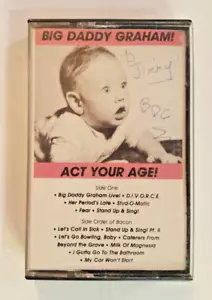 BIG DADDY GRAHAM!
Jimmy
ACT YOUR AGE!
Side One
• Big Daddy Graham Live! • D.I.V.O.R.C.E.
• Her Period's Late • Stud-O-Matic
• Fear • Stand Up & Sing!
Side Order of Bacon
• Let's Call In Sick • Stand Up & Sing! Pt. II
• Let's Go Bowling, Baby • Caterers From
Beyond the Grave • Milk Of Magnesia
• I Gotta Go To The Bathroom
• My Car Won't Start